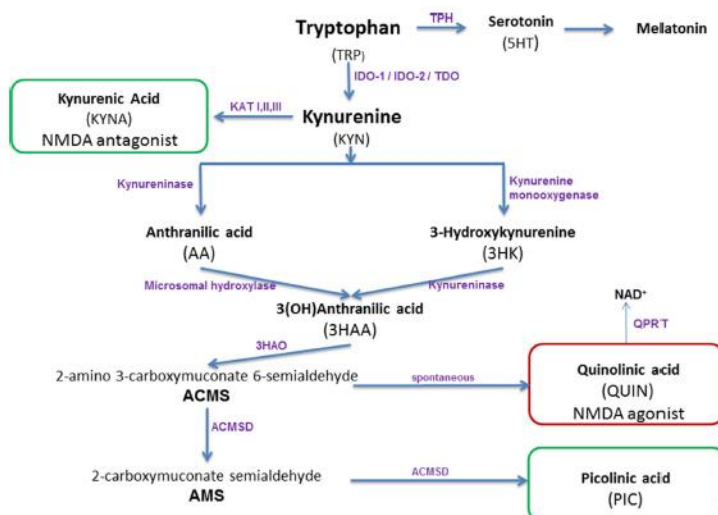 Tryptophan
(TRP)
TPH
Serotonin
(5HT)
Mellatonin
IDO-1 / IDO-2 / TDO
Kynurenic Acid
(KYNA)
NMDA antagonist
KAT I,II,III
Kynurenine
(KYN)
Kynureninase
Kynurenine
monooxygenase
Anthranilic acid
(AA)
3-Hydroxykynurenine
(3HK)
Microsomal hydroxylase
Kynureninase
3(OH)Anthranilic acid
(3HAA)
NAD⁺
QPRT
3HAO
2-amino 3-carboxymuconate 6-semialdehyde
ACMS
spontaneous
Quinolinic acid
(QUIN)
NMDA agonist
ACMSD
2-carboxymuconate semialdehyde
AMS
ACMSD
Picolinic acid
(PIC)